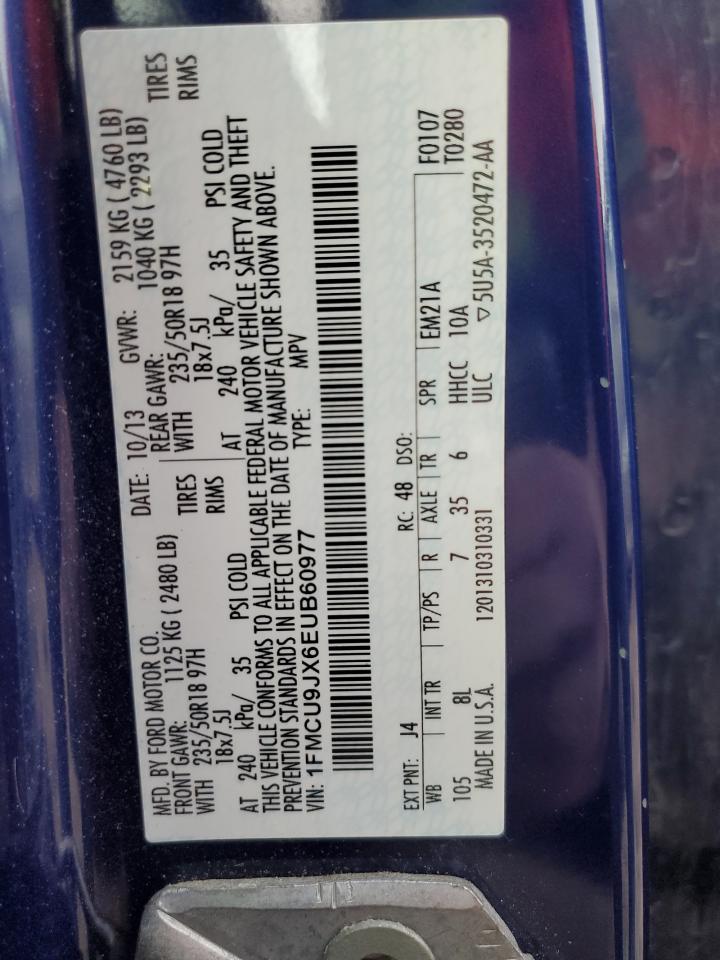 MFD. BY FORD MOTOR CO. DATE: 10/13 GVWR: 2159 KG ( 4760 LB)
FRONT GAWR: 1125 KG ( 2480 LB) REAR GAWR: 1040 KG ( 2293 LB)
WITH 235/50R18 97H TIRES WITH 235/50R18 97H TIRES
18x7.5J RIMS 18x7.5J RIMS
AT 240 kPa/ 35 PSI COLD AT 240 kPa/ 35 PSI COLD
THIS VEHICLE CONFORMS TO ALL APPLICABLE FEDERAL MOTOR VEHICLE SAFETY AND THEFT
PREVENTION STANDARDS IN EFFECT ON THE DATE OF MANUFACTURE SHOWN ABOVE.
VIN: 1FMCU9JX6EUB60977 TYPE: MPV
EXT PNT: J4 RC: 48 DSO: F0107
WB INT TR TP/PS R AXLE TR SPR EM21A T0280
105 8L 7 35 6 HHCC 10A
MADE IN U.S.A. 1201310310331 ULC ▽5U5A-3520472-AA